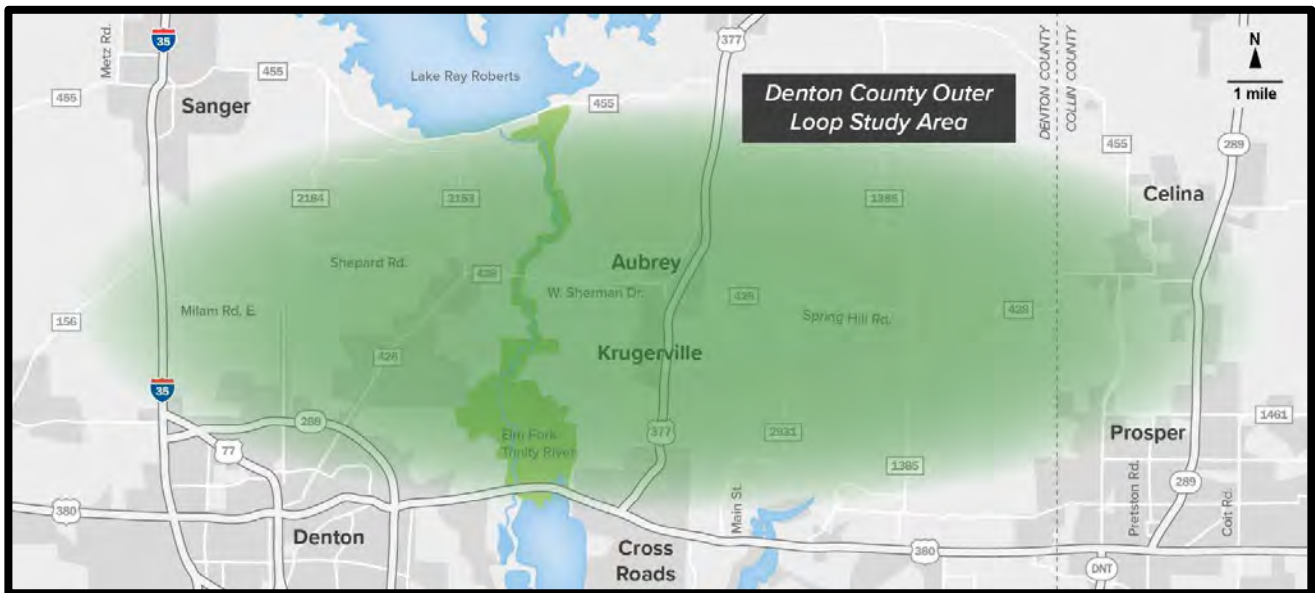 35
Metz Rd.
455
455
Sanger
Lake Ray Roberts
455
377
Denton County Outer
Loop Study Area
DENTON COUNTY
COLLIN COUNTY
N
1 mile
289
455
Celina
2164
2153
1385
Shepard Rd.
428
Aubrey
W. Sherman Dr.
428
Spring Hill Rd.
428
156
Milam Rd. E.
Krugerville
428
35
288
77
Elm Fork
Trinity River
377
2931
1385
1461
Prosper
Pretston Rd.
289
Coit Rd.
380
Denton
Main St.
Cross
Roads
380
DNT